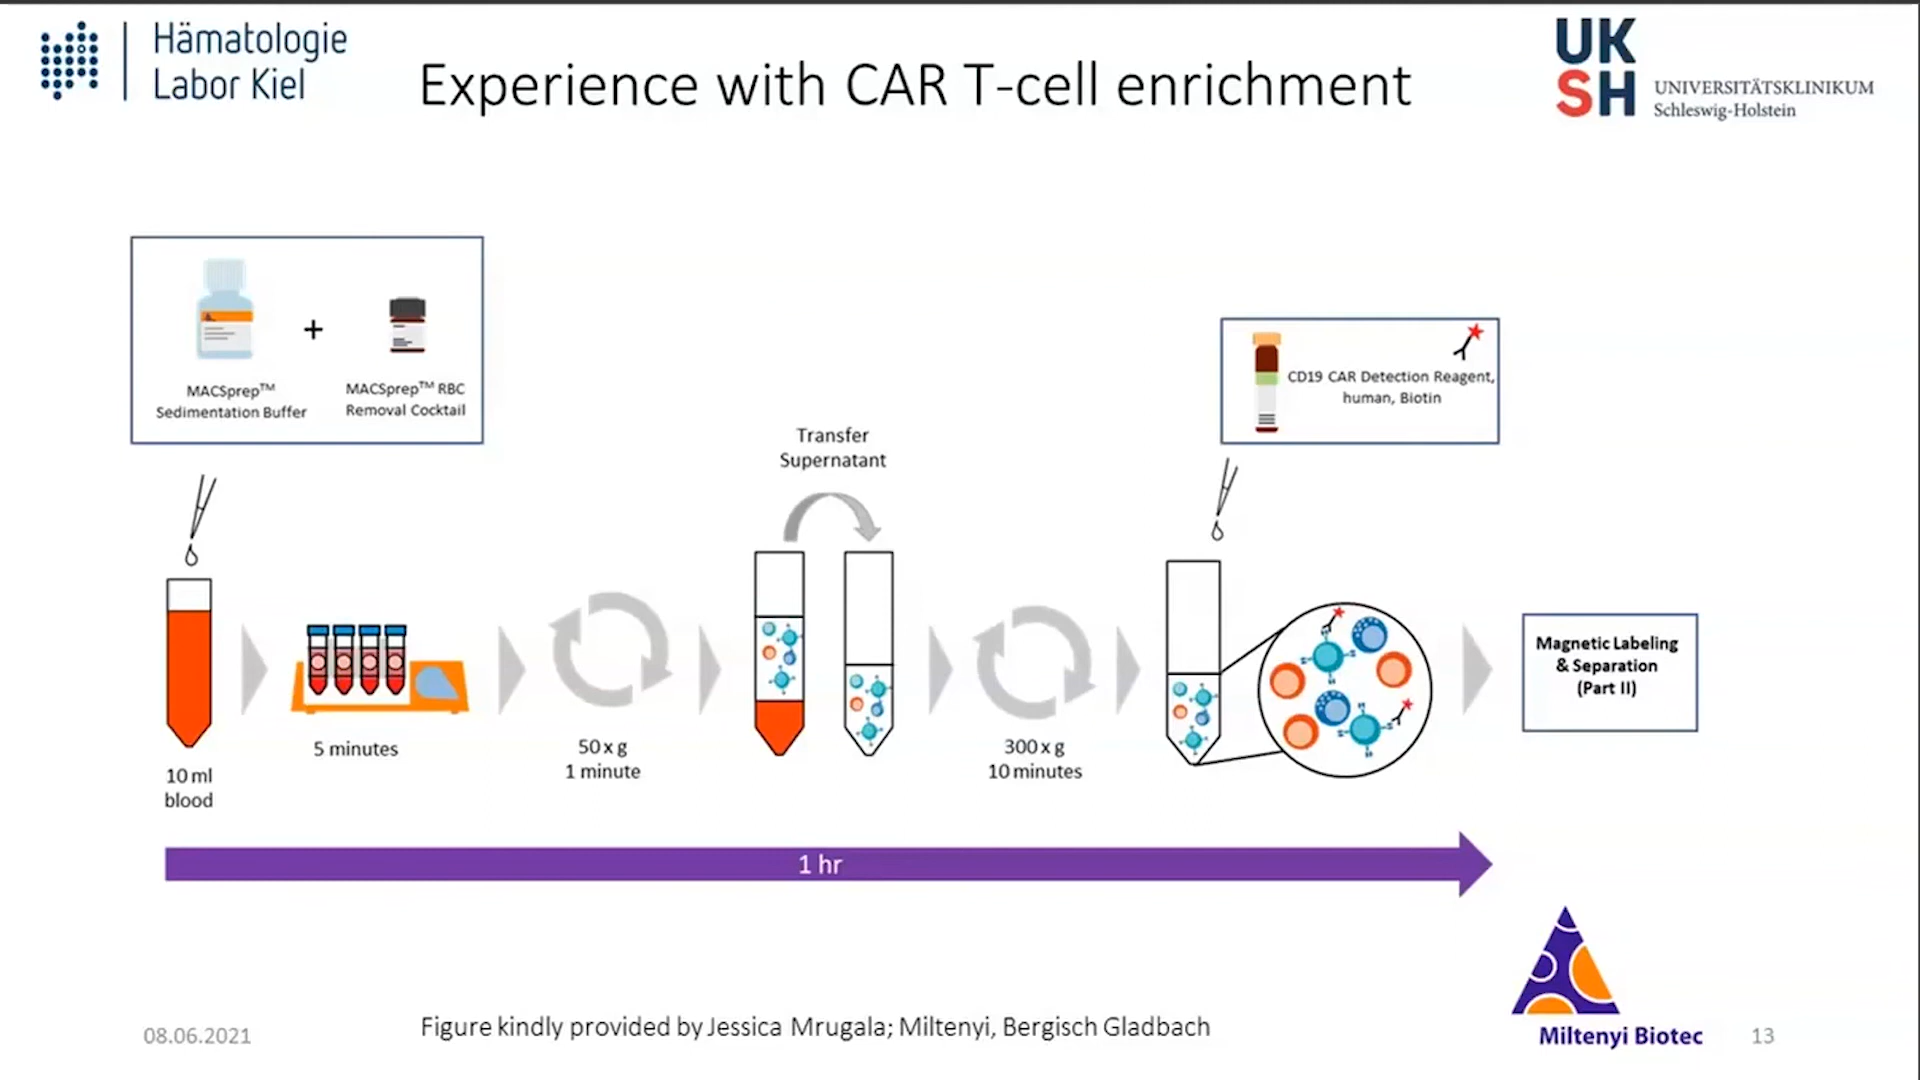 Hämatologie
Labor Kiel
Experience with CAR T-cell enrichment
UK
SH
UNIVERSITÄTSKLINIKUM
Schleswig-Holstein
+
MACSprep™
Sedimentation Buffer
MACSprep™ RBC
Removal Cocktail
CD19 CAR Detection Reagent,
human, Biotin
Transfer
Supernatant
10 ml
blood
5 minutes
50 x g
1 minute
300 x g
10 minutes
Magnetic Labeling
& Separation
(Part II)
1 hr
08.06.2021
Figure kindly provided by Jessica Mrugala; Miltenyi, Bergisch Gladbach
Miltenyi Biotec
13